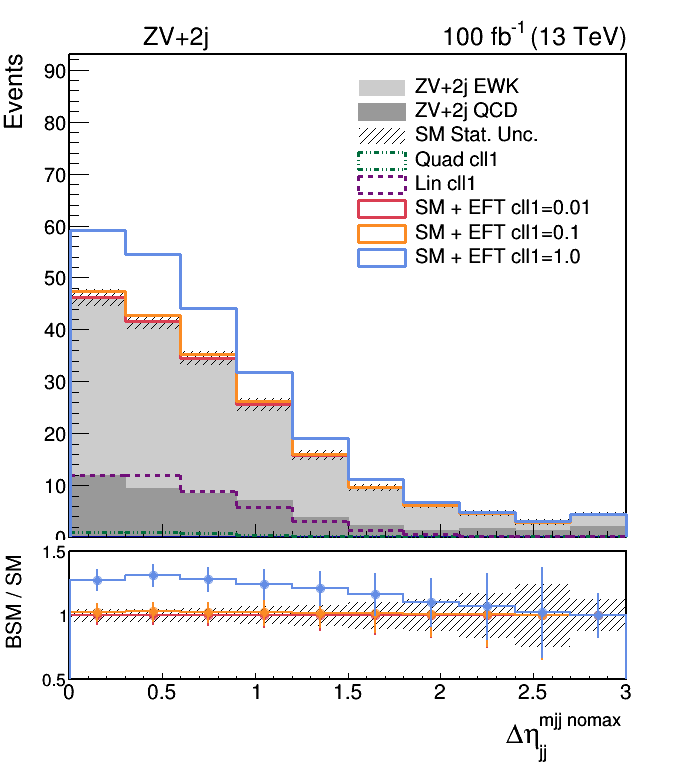 ZV+2j 100 fb-1 (13 TeV)
Events
90
80
70
60
50
40
30
20
10
0
ZV+2j EWK
ZV+2j QCD
SM Stat. Unc.
Quad cll1
Lin cll1
SM + EFT cll1=0.01
SM + EFT cll1=0.1
SM + EFT cll1=1.0
BSM / SM
1.5
1
0.5
0 0.5 1 1.5 2 2.5 3
Δη jj mjj nomax